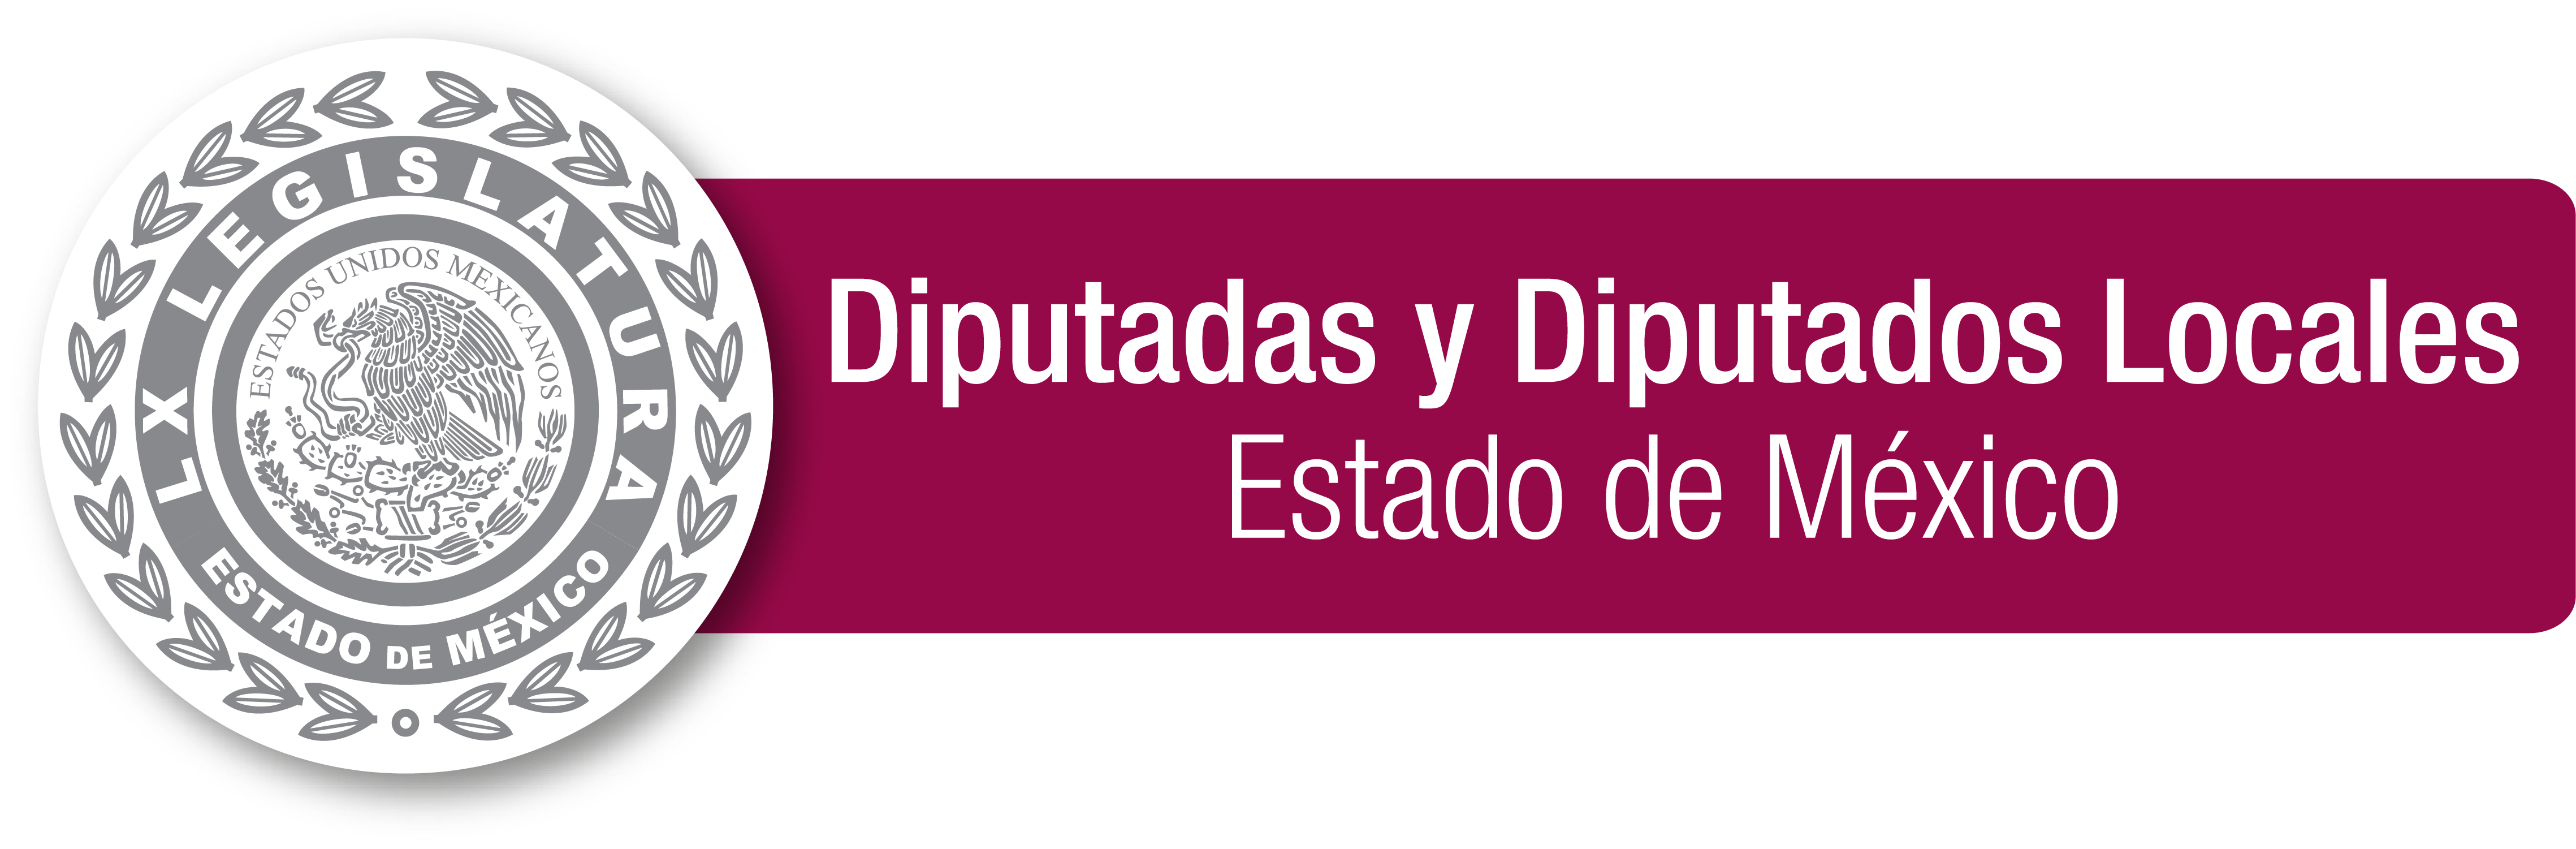 LX LEGISLATURA
ESTADOS UNIDOS MEXICANOS
ESTADO DE MÉXICO
Diputadas y Diputados Locales
Estado de México